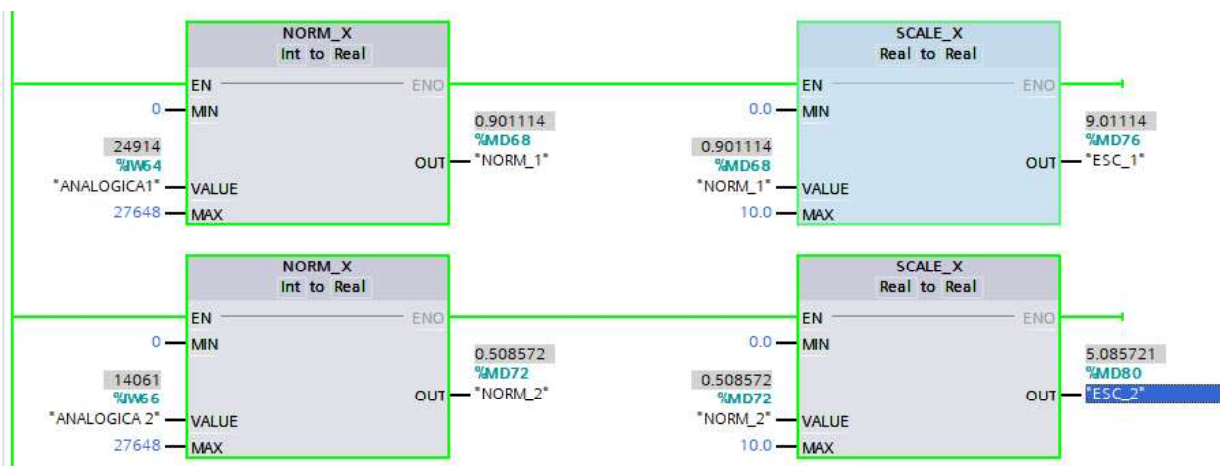 NORM_X
Int to Real
EN
ENO
0
MIN
24914
%IW64
"ANALOGICA1"
VALUE
27648
MAX
0.901114
%MD68
OUT
"NORM_1"
SCALE_X
Real to Real
EN
ENO
0.0
MIN
0.901114
%MD68
"NORM_1"
VALUE
10.0
MAX
9.01114
%MD76
OUT
"ESC_1"
NORM_X
Int to Real
EN
ENO
0
MIN
14061
%IW66
"ANALOGICA 2"
VALUE
27648
MAX
0.508572
%MD72
OUT
"NORM_2"
SCALE_X
Real to Real
EN
ENO
0.0
MIN
0.508572
%MD72
"NORM_2"
VALUE
10.0
MAX
5.085721
%MD80
OUT
"ESC_2"